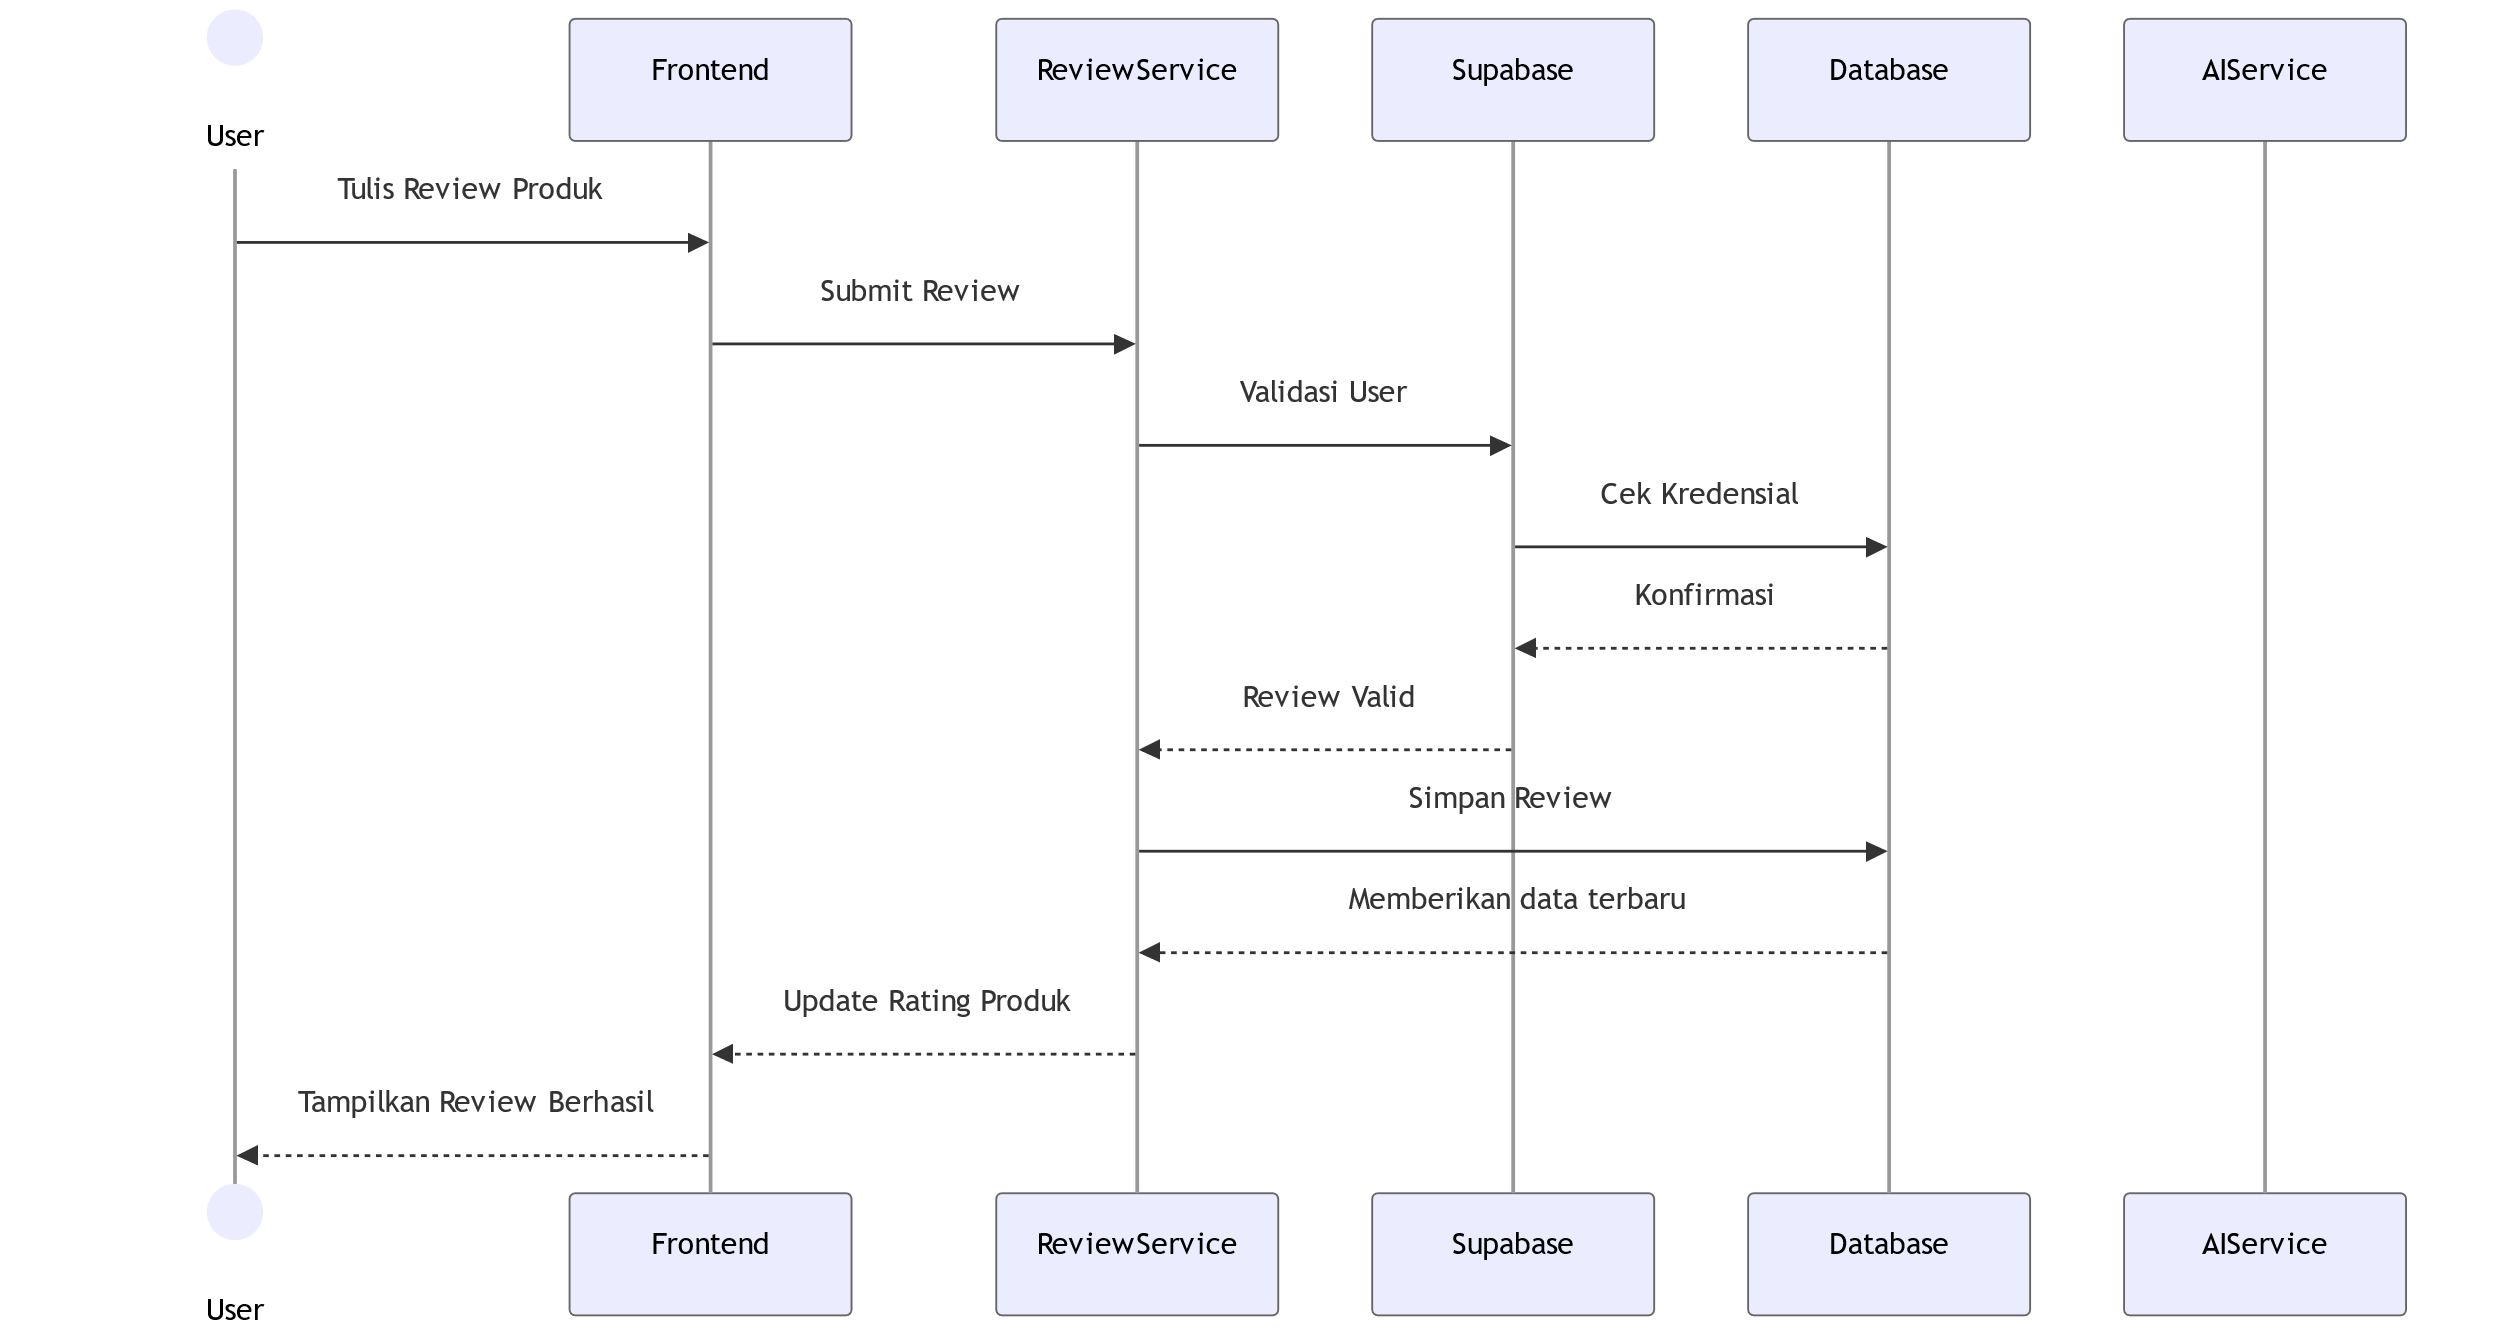 User
Frontend
ReviewService
Supabase
Database
AIService
Tulis Review Produk
Submit Review
Validasi User
Cek Kredensial
Konfirmasi
Review Valid
Simpan Review
Memberikan data terbaru
Update Rating Produk
Tampilkan Review Berhasil
User
Frontend
ReviewService
Supabase
Database
AIService